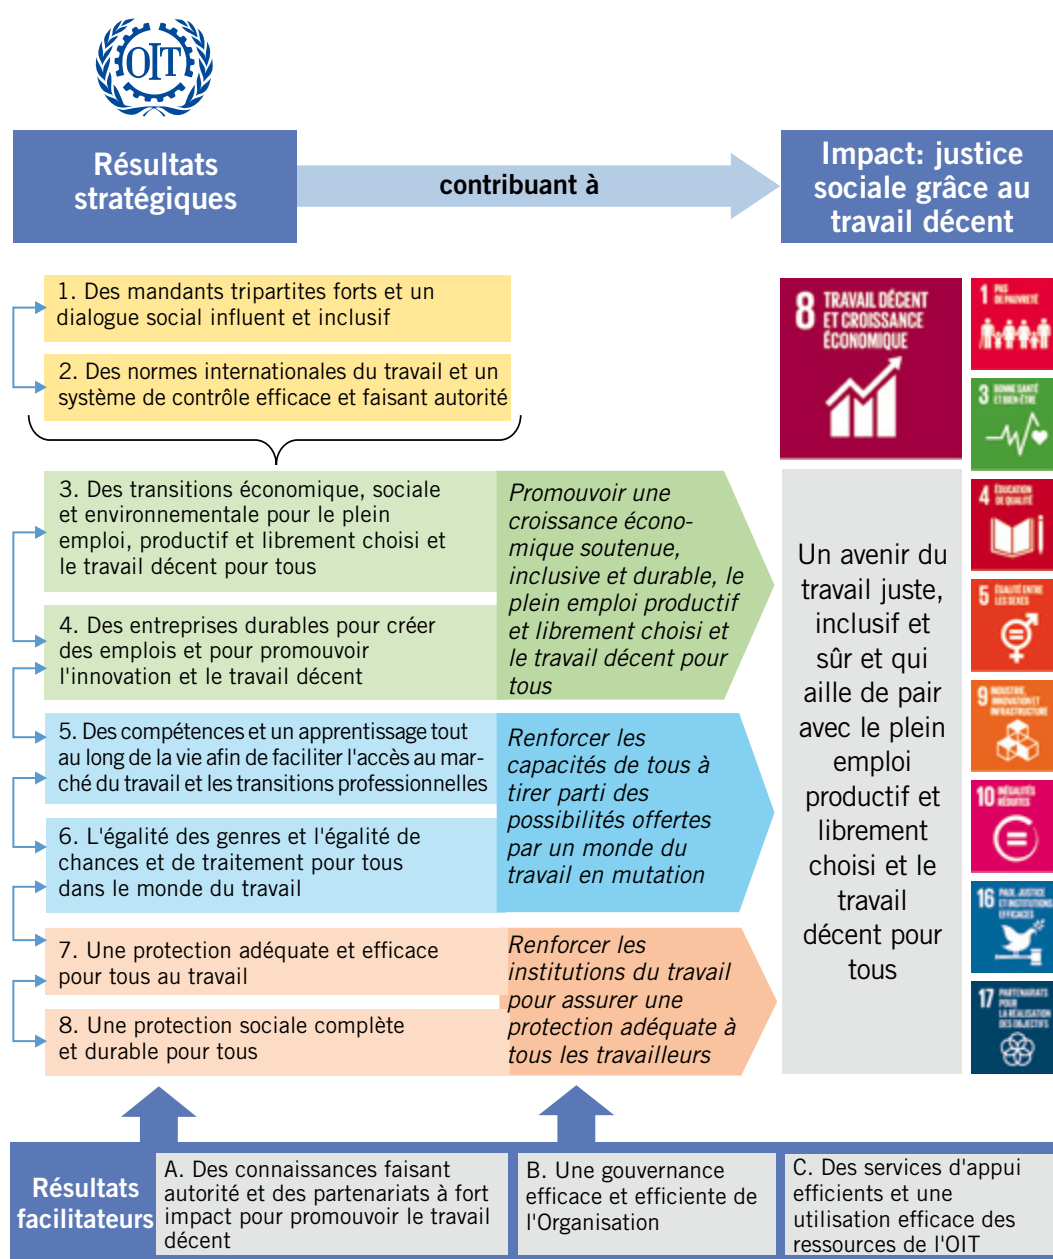 OIT
Résultats
stratégiques
contribuant à
Impact: justice
sociale grâce au
travail décent
1. Des mandants tripartites forts et un
dialogue social influent et inclusif
2. Des normes internationales du travail et un
système de contrôle efficace et faisant autorité
3. Des transitions économique, sociale
et environnementale pour le plein
emploi, productif et librement choisi et
le travail décent pour tous
4. Des entreprises durables pour créer
des emplois et pour promouvoir
l'innovation et le travail décent
Promouvoir une
croissance écono-
mique soutenue,
inclusive et durable, le
plein emploi productif
et librement choisi et
le travail décent pour
tous
5. Des compétences et un apprentissage tout
au long de la vie afin de faciliter l'accès au mar-
ché du travail et les transitions professionnelles
6. L'égalité des genres et l'égalité de
chances et de traitement pour tous
dans le monde du travail
Renforcer les
capacités de tous à
tirer parti des
possibilités offertes
par un monde du
travail en mutation
7. Une protection adéquate et efficace
pour tous au travail
8. Une protection sociale complète
et durable pour tous
Renforcer les
institutions du travail
pour assurer une
protection adéquate à
tous les travailleurs
8 TRAVAIL DÉCENT
ET CROISSANCE
ÉCONOMIQUE
Un avenir du
travail juste,
inclusif et
sûr et qui
aille de pair
avec le plein
emploi
productif et
librement
choisi et le
travail
décent pour
tous
1 PAS
DE PAUVRETÉ
3 BONNE SANTÉ
ET BIEN-ÊTRE
4 ÉDUCATION
DE QUALITÉ
5 ÉGALITÉ ENTRE
LES SEXES
9 INDUSTRIE,
INNOVATION ET
INFRASTRUCTURE
10 INÉGALITÉS
RÉDUITES
16 PAIX, JUSTICE
ET INSTITUTIONS
EFFICACES
17 PARTENARIATS
POUR
LA RÉALISATION
DES OBJECTIFS
Résultats
facilitateurs
A. Des connaissances faisant
autorité et des partenariats à fort
impact pour promouvoir le travail
décent
B. Une gouvernance
efficace et efficiente de
l'Organisation
C. Des services d'appui
efficients et une
utilisation efficace des
ressources de l'OIT